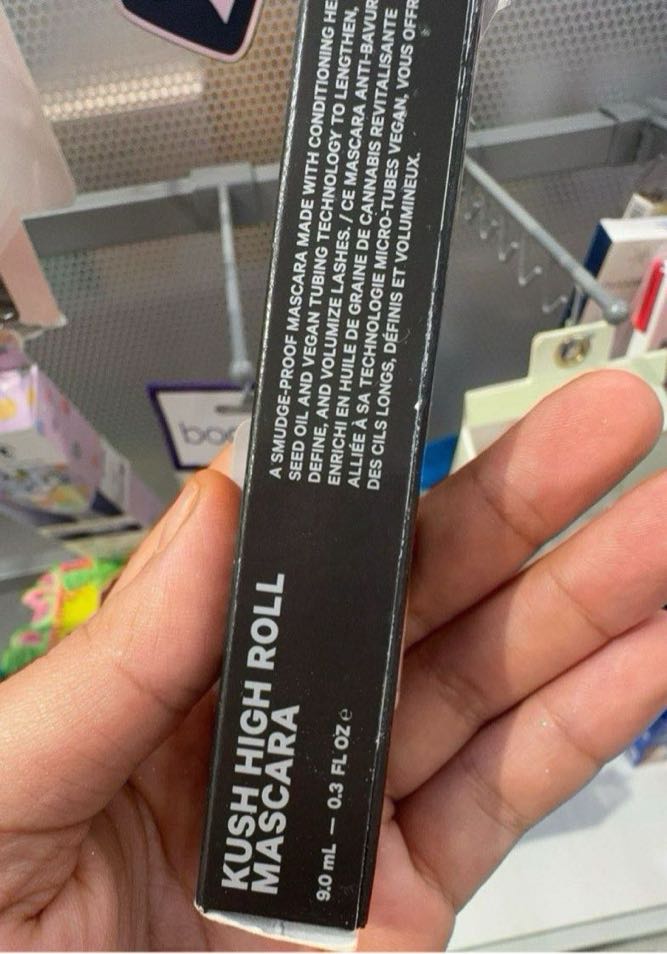 A SMUDGE-PROOF MASCARA MADE WITH CONDITIONING HE
SEED OIL AND VEGAN TUBING TECHNOLOGY TO LENGTHEN,
DEFINE, AND VOLUMIZE LASHES. / CE MASCARA ANTI-BAVUR
ENRICHI EN HUILE DE GRAINE DE CANNABIS REVITALISANTE
ALLIÉE À SA TECHNOLOGIE MICRO-TUBES VEGAN, VOUS OFFR
DES CILS LONGS, DÉFINIS ET VOLUMINEUX.
KUSH HIGH ROLL
MASCARA
9.0 mL — 0.3 FL OZ e
boo